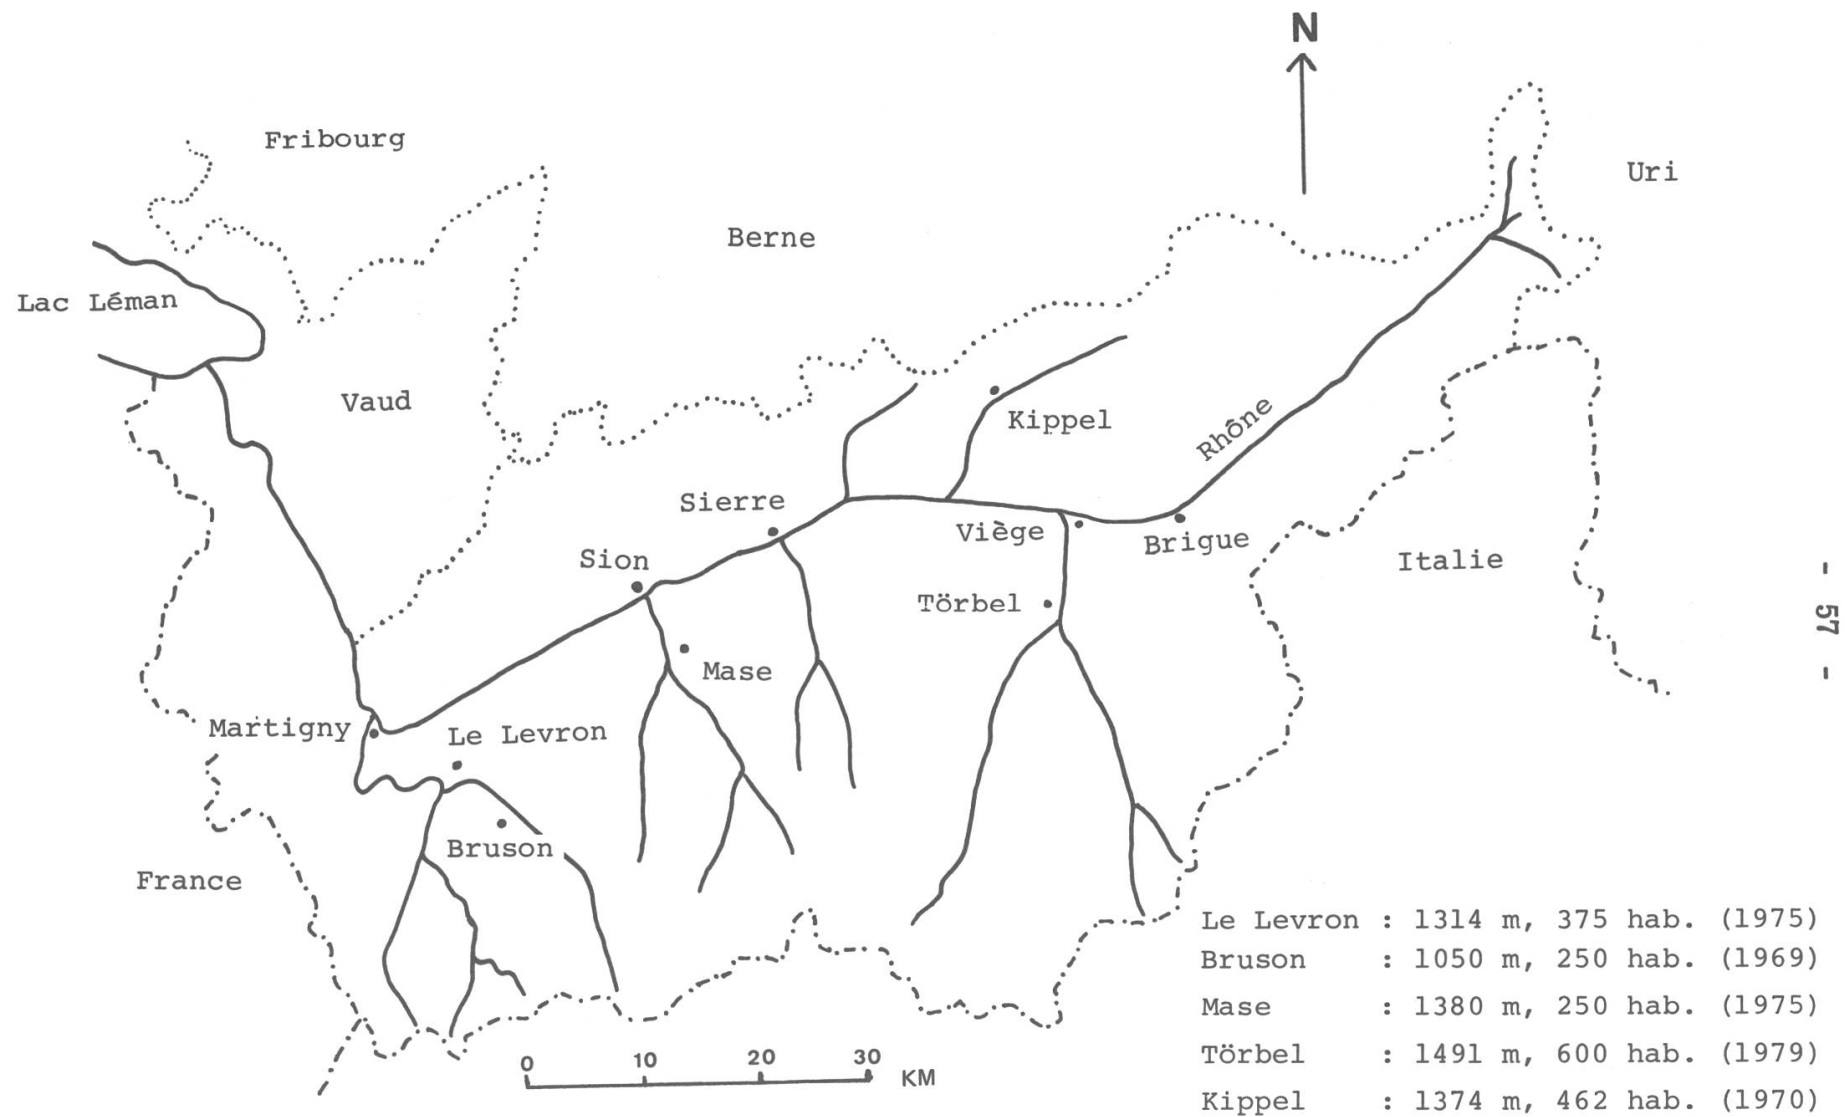 N
Fribourg
Uri
Berne
Lac Léman
Vaud
Kippel
Rhône
Sierre
Viège
Brigue
Sion
Italie
Törbel
Mase
Martigny
Le Levron
Bruson
France
- 57 -
Le Levron : 1314 m, 375 hab. (1975)
Bruson : 1050 m, 250 hab. (1969)
Mase : 1380 m, 250 hab. (1975)
Törbel : 1491 m, 600 hab. (1979)
Kippel : 1374 m, 462 hab. (1970)
0 10 20 30 KM